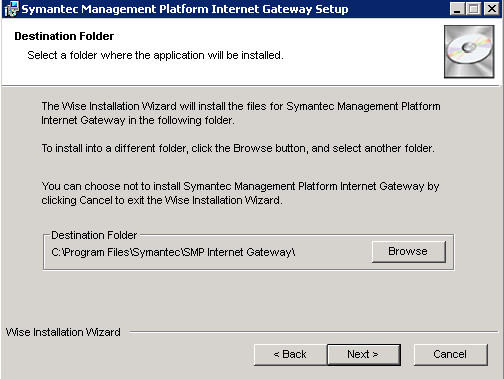 Symantec Management Platform Internet Gateway Setup
Destination Folder
Select a folder where the application will be installed.
The Wise Installation Wizard will install the files for Symantec Management Platform
Internet Gateway in the following folder.
To install into a different folder, click the Browse button, and select another folder.
You can choose not to install Symantec Management Platform Internet Gateway by
clicking Cancel to exit the Wise Installation Wizard.
Destination Folder
C:\Program Files\Symantec\SMP Internet Gateway\
Browse
Wise Installation Wizard
< Back
Next >
Cancel